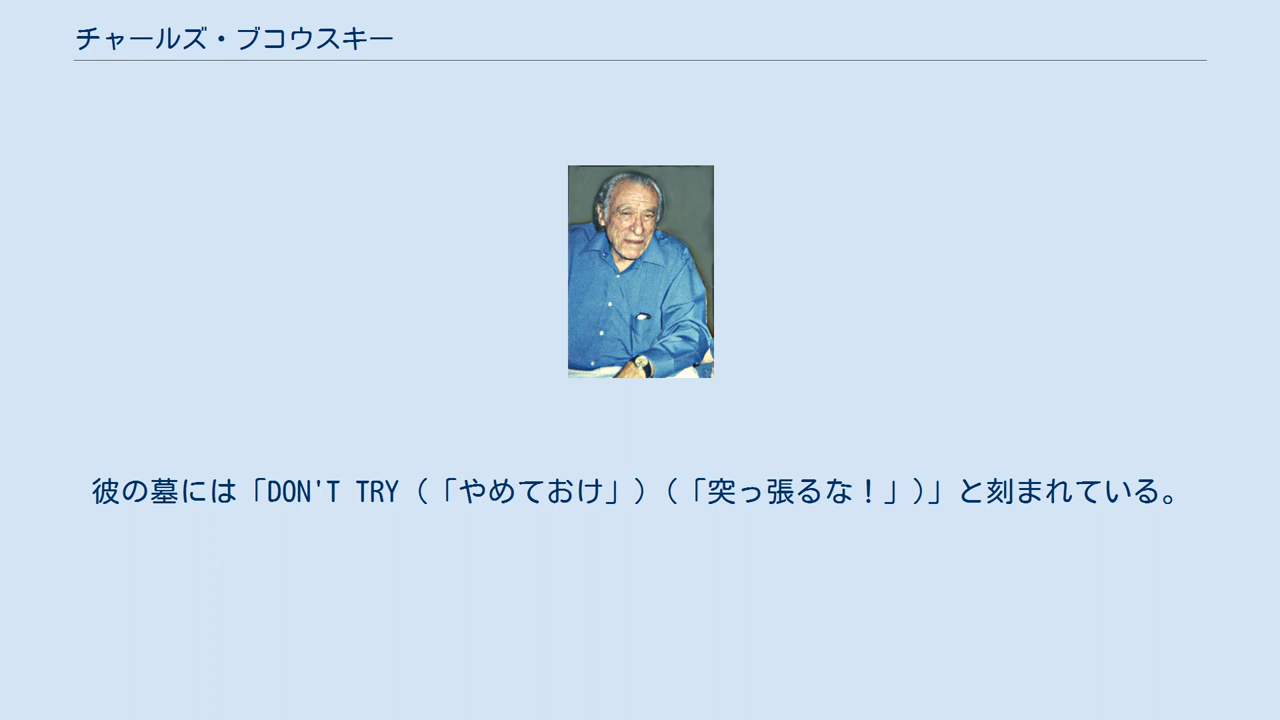 チャールズ・ブコウスキー
彼の墓には「DON'T TRY（「やめておけ」）（「突っ張るな！」）」と刻まれている。